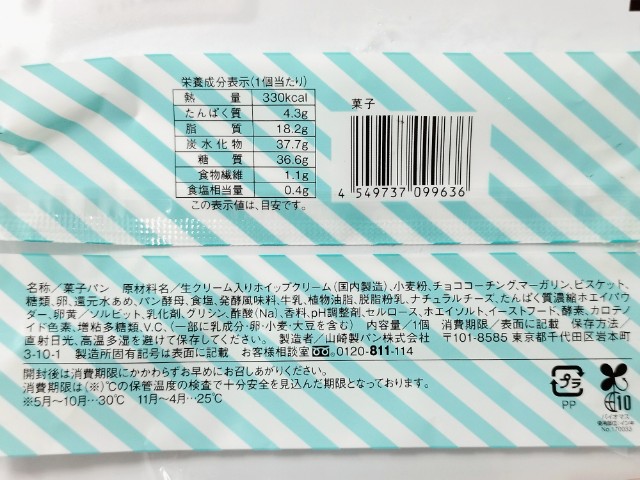 栄養成分表示(1個当たり)
熱量 330kcal
たんぱく質 4.3g
脂質 18.2g
炭水化物 37.7g
糖質 36.6g
食物繊維 1.1g
食塩相当量 0.4g
この表示値は、目安です。
菓子
4 549737 099636
名称/菓子パン 原材料名/生クリーム入りホイップクリーム(国内製造)、小麦粉、チョココーチング、マーガリン、ビスケット、
糖類、卵、還元水あめ、パン酵母、食塩、発酵風味料、牛乳、植物油脂、脱脂粉乳、ナチュラルチーズ、たんぱく質濃縮ホエイパウ
ダー、卵黄/ソルビット、乳化剤、グリシン、酢酸(Na)、香料、pH調整剤、セルロース、ホエイソルト、イーストフード、酵素、カロテ
ノイド色素、増粘多糖類、V.C、(一部に乳成分・卵・小麦・大豆を含む) 内容量/1個 消費期限/表面に記載 保存方法/
直射日光、高温多湿を避けて保存してください。 製造者/山崎製パン株式会社 〒101-8585 東京都千代田区岩本町
3-10-1 製造所固有記号は表面に記載 お客様相談室 0120-811-114
開封後は消費期限にかかわらずお早めにお召しあがりください。
消費期限は(※)℃の保管温度の検査で十分安全を見込んだ期限となっております。
※5月～10月…30℃ 11月～4月…25℃
プラ
PP
10
バイオマス